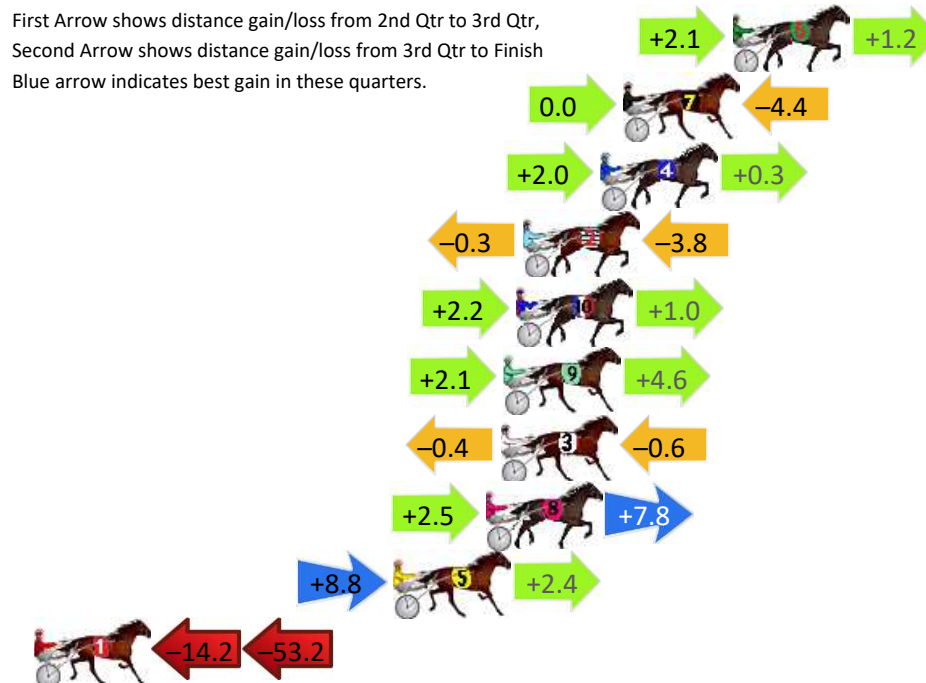 First Arrow shows distance gain/loss from 2nd Qtr to 3rd Qtr,
Second Arrow shows distance gain/loss from 3rd Qtr to Finish
Blue arrow indicates best gain in these quarters.
+2.1 6 +1.2
0.0 7 −4.4
+2.0 4 +0.3
−0.3 2 −3.8
+2.2 10 +1.0
+2.1 9 +4.6
−0.4 3 −0.6
+2.5 8 +7.8
+8.8 5 +2.4
1 −14.2 −53.2